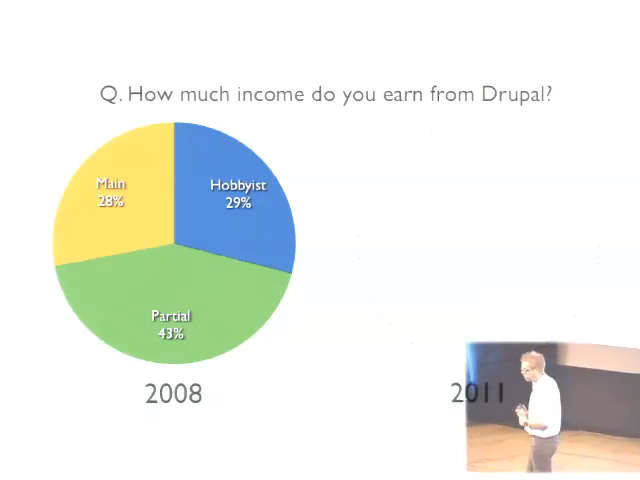 Q. How much income do you earn from Drupal?
Main
28%
Hobbyist
29%
Partial
43%
2008
2011